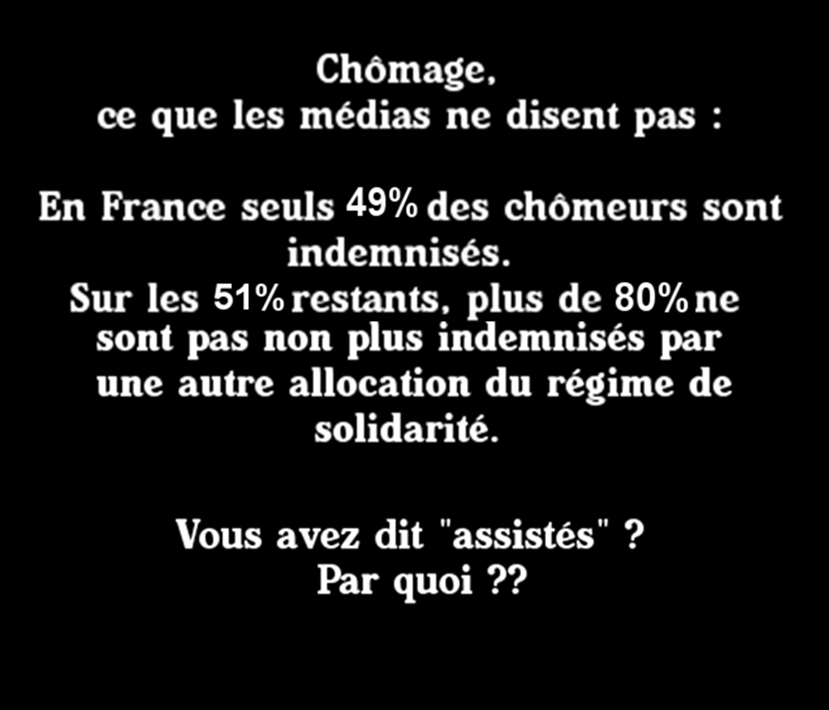 Chômage,
ce que les médias ne disent pas :
En France seuls 49% des chômeurs sont
indemnisés.
Sur les 51% restants, plus de 80% ne
sont pas non plus indemnisés par
une autre allocation du régime de
solidarité.
Vous avez dit "assistés" ?
Par quoi ??